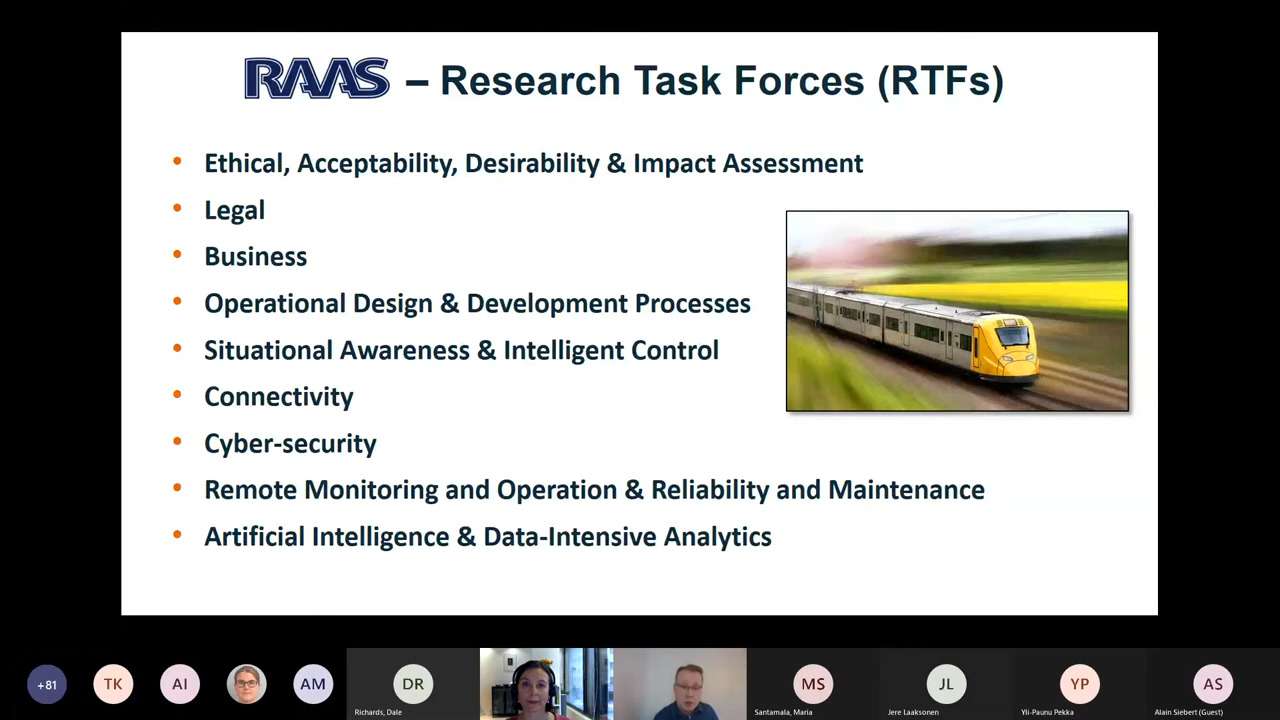 RAAS – Research Task Forces (RTFs)
• Ethical, Acceptability, Desirability & Impact Assessment
• Legal
• Business
• Operational Design & Development Processes
• Situational Awareness & Intelligent Control
• Connectivity
• Cyber-security
• Remote Monitoring and Operation & Reliability and Maintenance
• Artificial Intelligence & Data-Intensive Analytics
+81
TK
AI
AM
DR
Richards, Dale
MS
Santamala, Maria
JL
Jere Laaksonen
YP
Yli-Paunu Pekka
AS
Alain Siebert (Guest)